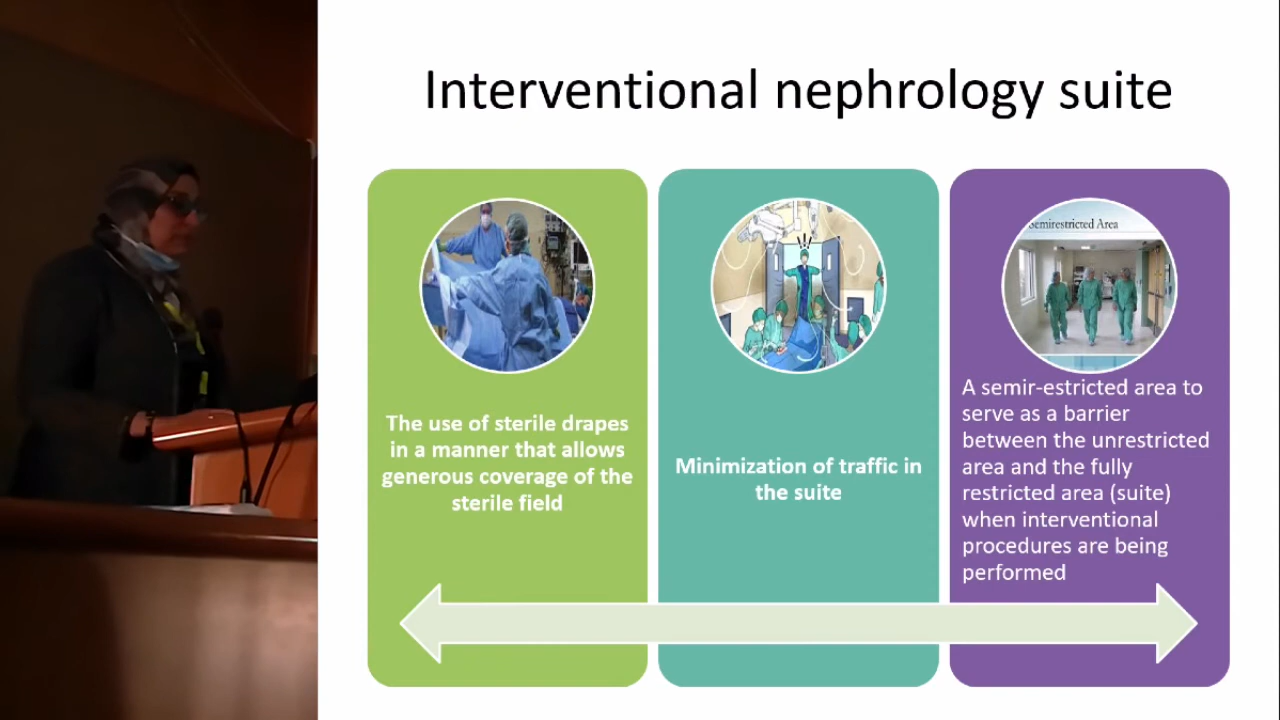 Interventional nephrology suite
The use of sterile drapes
in a manner that allows
generous coverage of the
sterile field
!!
Minimization of traffic in
the suite
Semirestricted Area
A semir-estricted area to
serve as a barrier
between the unrestricted
area and the fully
restricted area (suite)
when interventional
procedures are being
performed